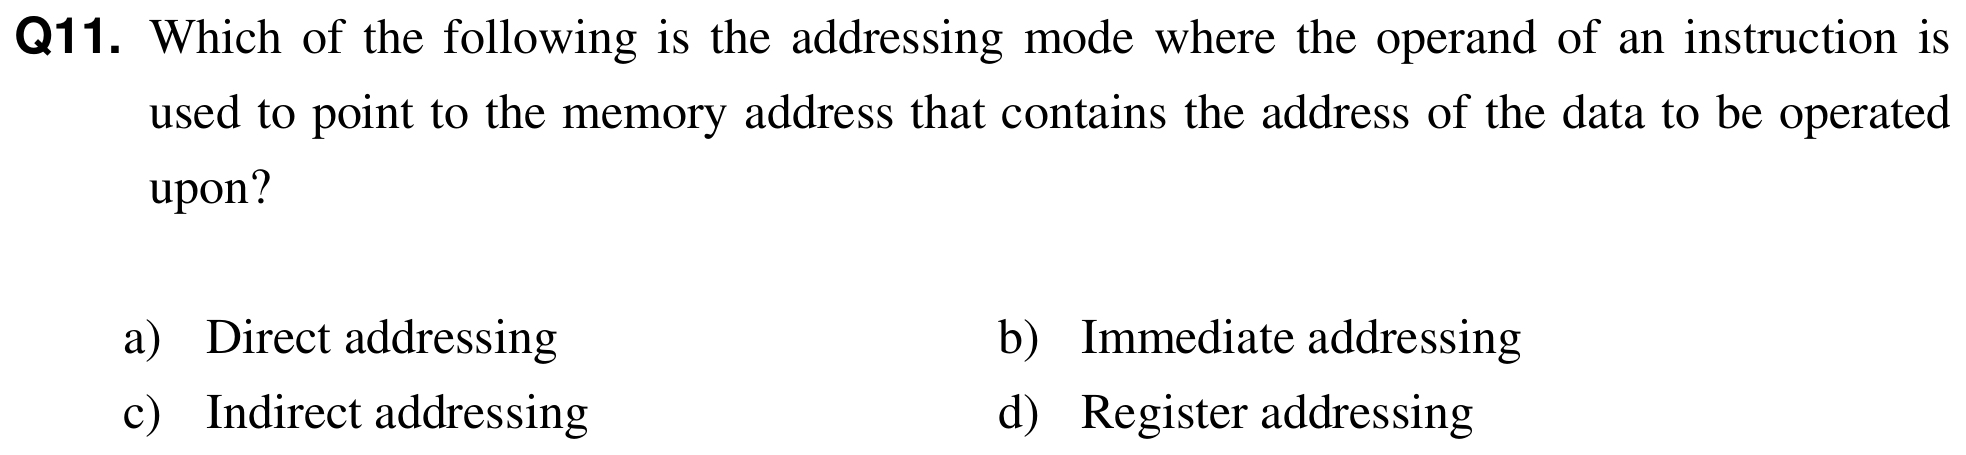 Q11. Which of the following is the addressing mode where the operand of an instruction is
used to point to the memory address that contains the address of the data to be operated
upon?
a) Direct addressing b) Immediate addressing
c) Indirect addressing d) Register addressing